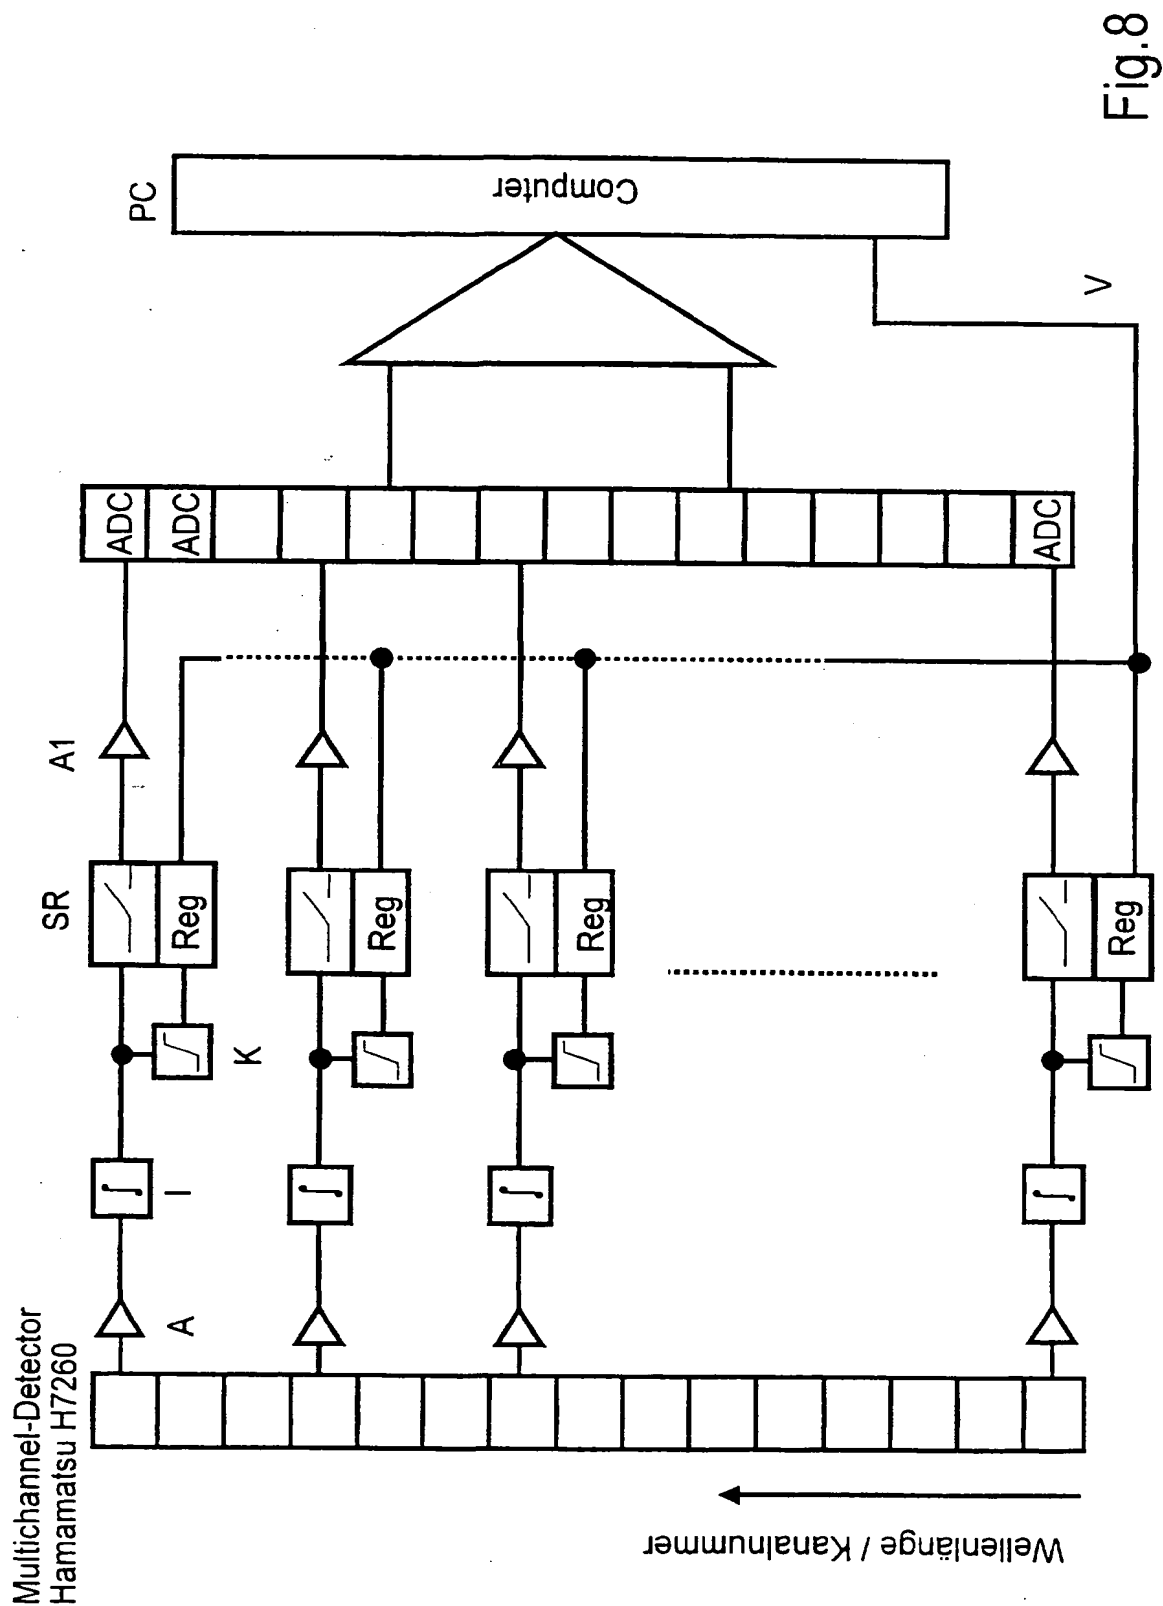 Multichannel-Detector
Hamamatsu H7260
A
I
K
SR
A1
PC
ADC
ADC
ADC
Reg
Reg
Reg
Reg
Computer
V
Wellenlänge / Kanalnummer
Fig.8